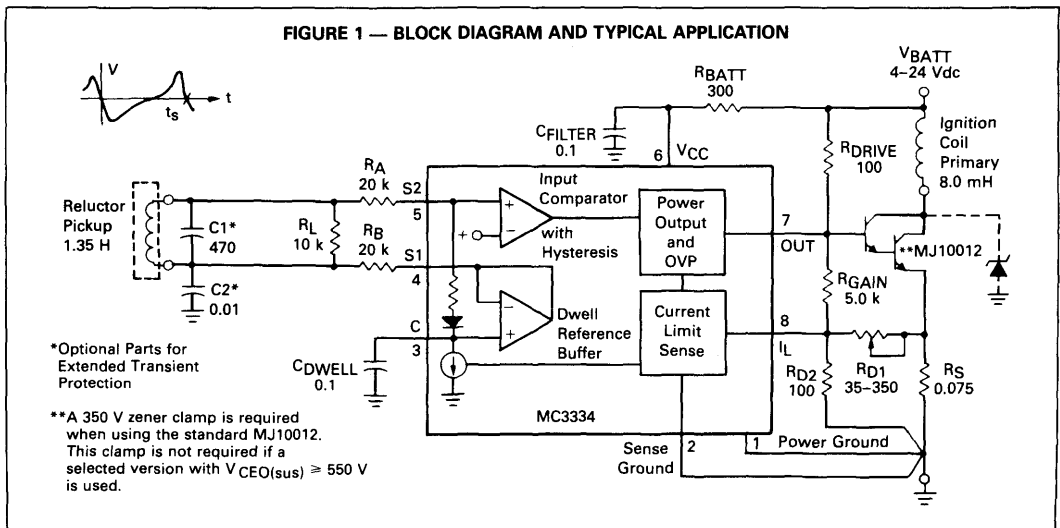 FIGURE 1 — BLOCK DIAGRAM AND TYPICAL APPLICATION
V
t
ts
VBATT
4–24 Vdc
RBATT
300
CFILTER
0.1
6
VCC
RDRIVE
100
Ignition
Coil
Primary
8.0 mH
Reluctor
Pickup
1.35 H
C1*
470
C2*
0.01
RL
10 k
RA
20 k
RB
20 k
S2
5
S1
4
C
3
CDWELL
0.1
Input
Comparator
with
Hysteresis
+
−
+
Power
Output
and
OVP
Dwell
Reference
Buffer
−
+
Current
Limit
Sense
MC3334
7
OUT
**MJ10012
RGAIN
5.0 k
8
IL
RD2
100
RD1
35–350
RS
0.075
1
Power Ground
2
Sense
Ground
*Optional Parts for
Extended Transient
Protection
**A 350 V zener clamp is required
when using the standard MJ10012.
This clamp is not required if a
selected version with VCEO(sus) ≥ 550 V
is used.